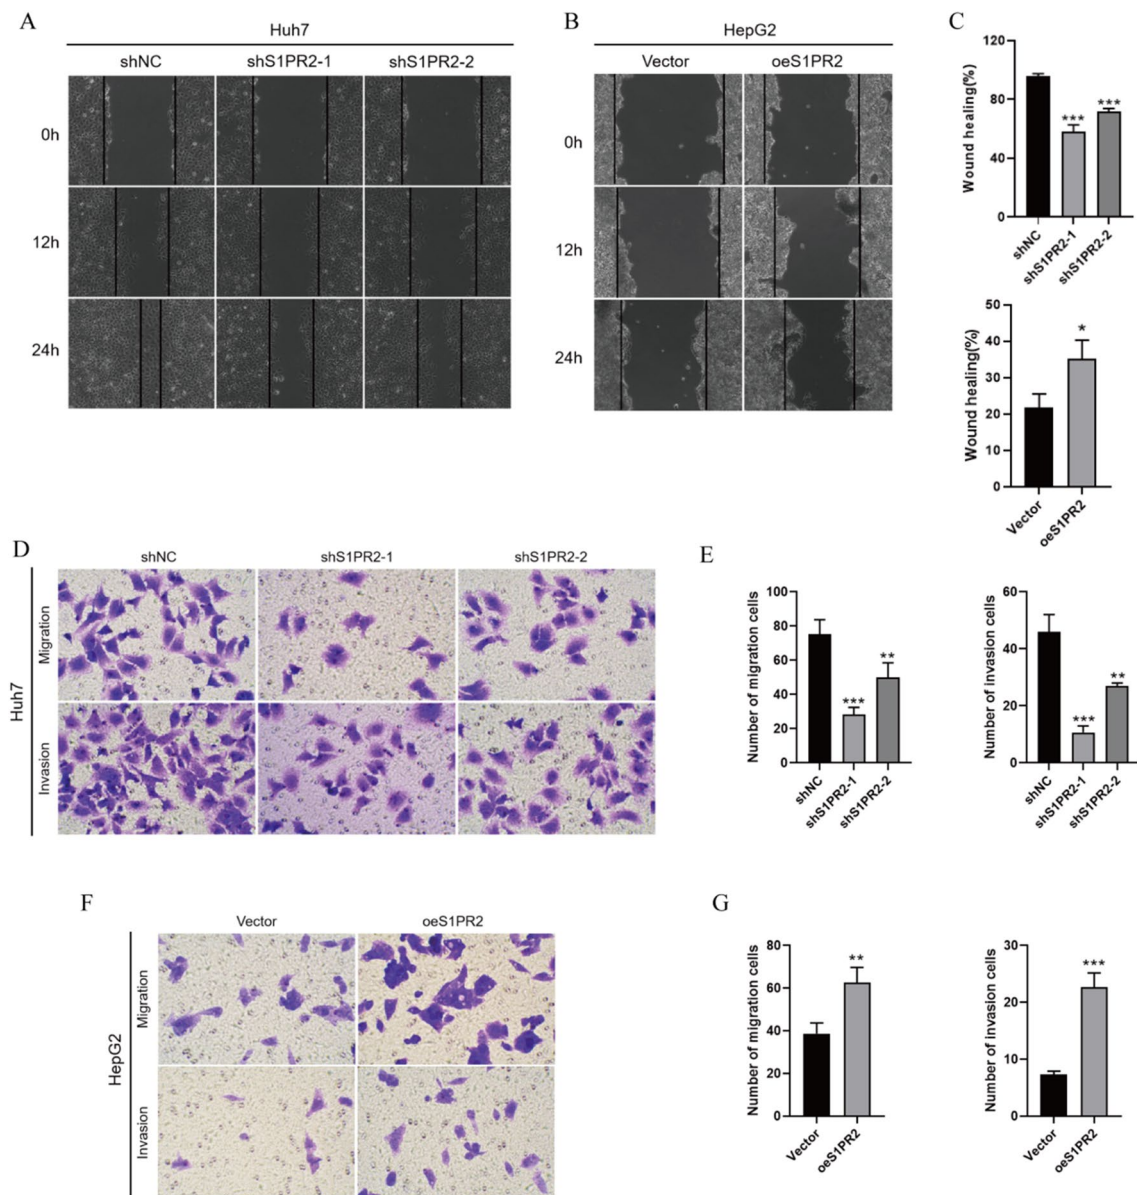 A
Huh7
shNC shS1PR2-1 shS1PR2-2
0h
12h
24h
B
HepG2
Vector oeS1PR2
0h
12h
24h
C
Wound healing(%)
120
80
40
0
shNC shS1PR2-1 shS1PR2-2
*** ***
Wound healing(%)
50
40
30
20
10
0
Vector oeS1PR2
*
D
shNC shS1PR2-1 shS1PR2-2
Huh7
Migration
Invasion
E
Number of migration cells
100
80
60
40
20
0
shNC shS1PR2-1 shS1PR2-2
*** **
Number of invasion cells
60
40
20
0
shNC shS1PR2-1 shS1PR2-2
*** **
F
Vector oeS1PR2
HepG2
Migration
Invasion
G
Number of migration cells
80
60
40
20
0
Vector oeS1PR2
**
Number of invasion cells
30
20
10
0
Vector oeS1PR2
***